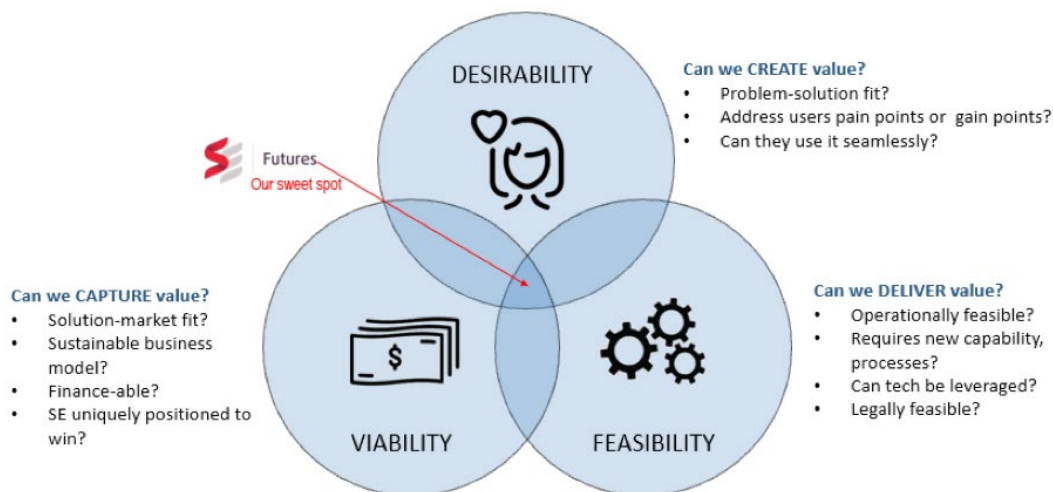 DESIRABILITY
Can we CREATE value?
• Problem-solution fit?
• Address users pain points or gain points?
• Can they use it seamlessly?
SE Futures
Our sweet spot
Can we CAPTURE value?
• Solution-market fit?
• Sustainable business
model?
• Finance-able?
• SE uniquely positioned to
win?
$
VIABILITY
FEASIBILITY
Can we DELIVER value?
• Operationally feasible?
• Requires new capability,
processes?
• Can tech be leveraged?
• Legally feasible?